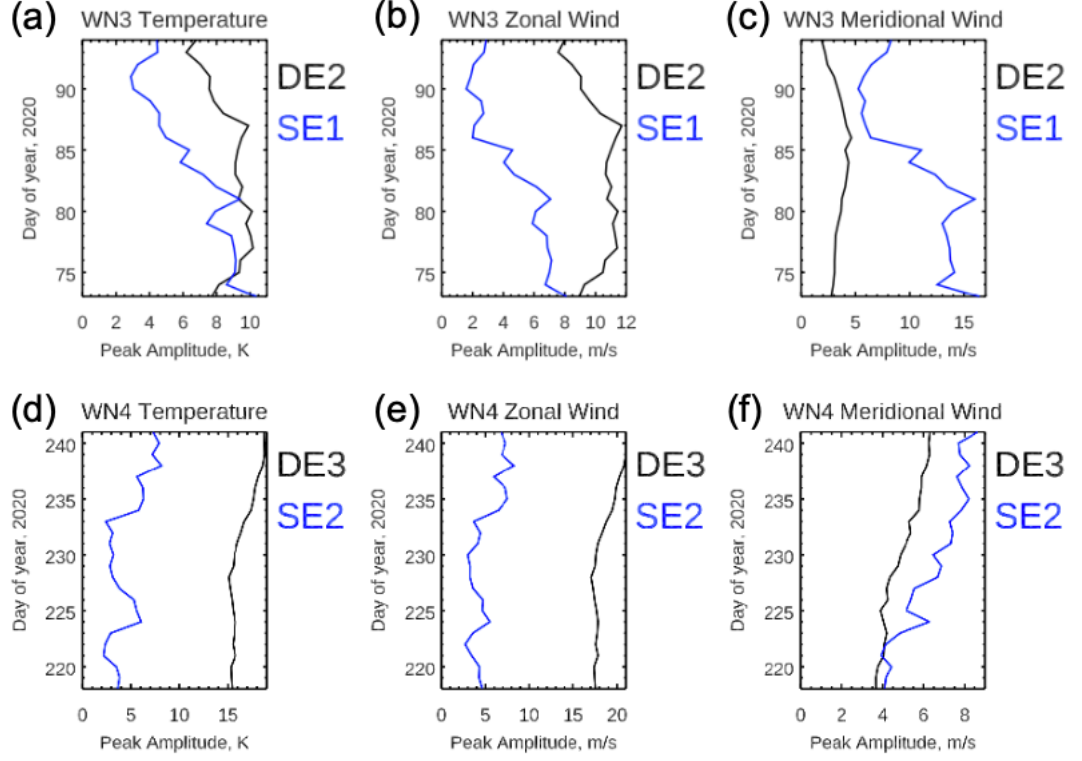 (a) WN3 Temperature
(b) WN3 Zonal Wind
(c) WN3 Meridional Wind
DE2
SE1
DE2
SE1
DE2
SE1
Day of year, 2020
90
85
80
75
0 2 4 6 8 10
Peak Amplitude, K
Day of year, 2020
90
85
80
75
0 2 4 6 8 10 12
Peak Amplitude, m/s
Day of year, 2020
90
85
80
75
0 5 10 15
Peak Amplitude, m/s
(d) WN4 Temperature
(e) WN4 Zonal Wind
(f) WN4 Meridional Wind
DE3
SE2
DE3
SE2
DE3
SE2
Day of year, 2020
240
235
230
225
220
0 5 10 15
Peak Amplitude, K
Day of year, 2020
240
235
230
225
220
0 5 10 15 20
Peak Amplitude, m/s
Day of year, 2020
240
235
230
225
220
0 2 4 6 8
Peak Amplitude, m/s